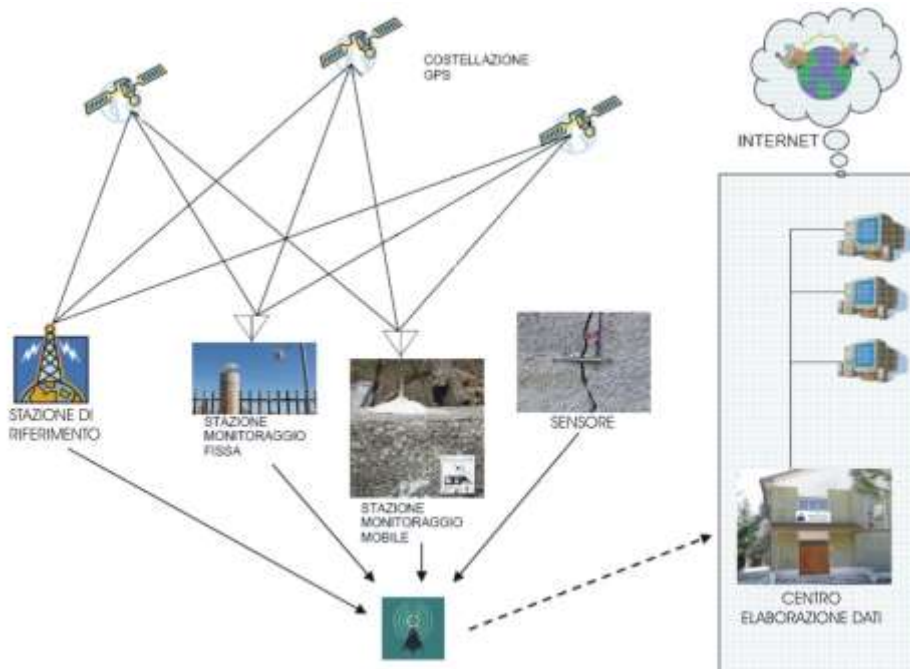 COSTELLAZIONE
GPS
INTERNET
STAZIONE DI
RIFERIMENTO
STAZIONE
MONITORAGGIO
FISSA
STAZIONE
MONITORAGGIO
MOBILE
SENSORE
CENTRO
ELABORAZIONE DATI